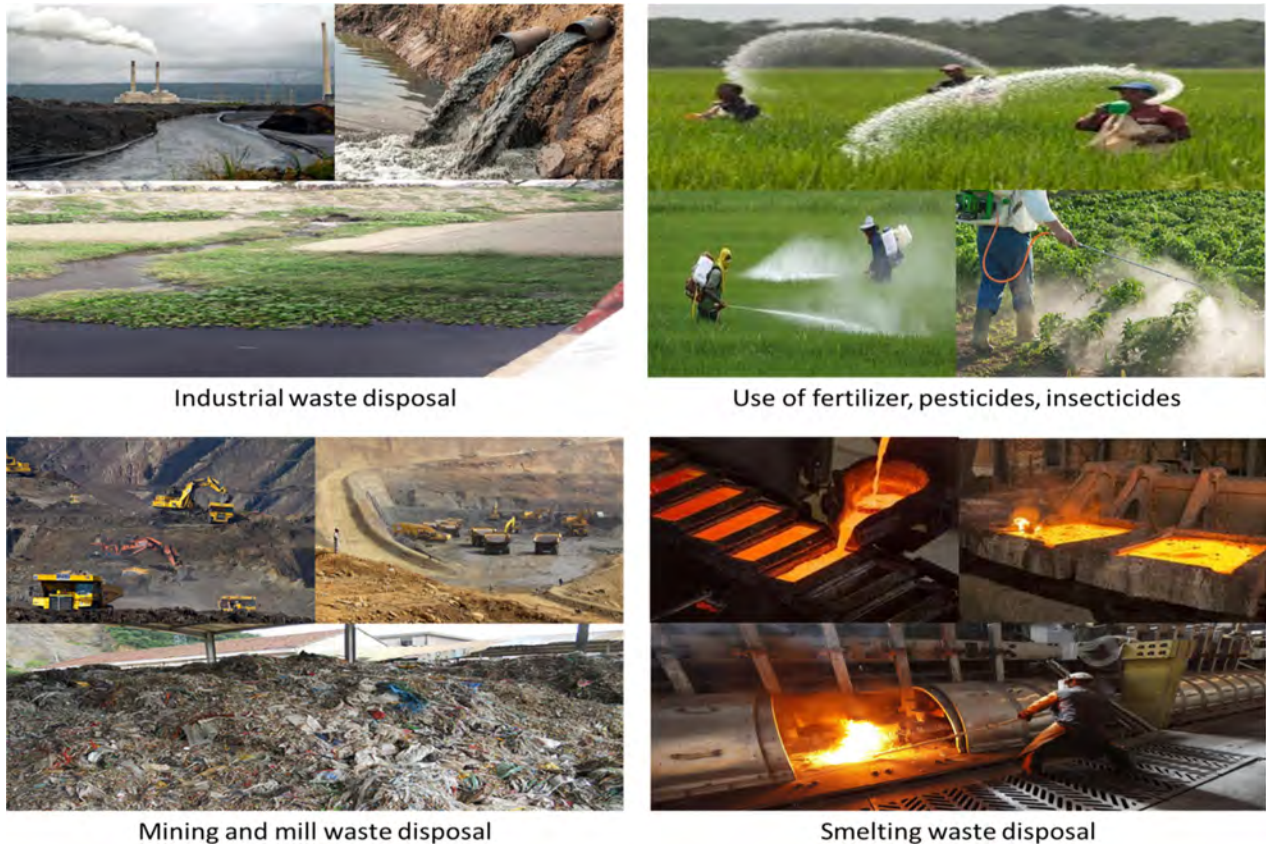 Industrial waste disposal
Use of fertilizer, pesticides, insecticides
Mining and mill waste disposal
Smelting waste disposal